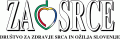 ZA SRCE
DRUŠTVO ZA ZDRAVJE SRCA IN OŽILJA SLOVENIJE